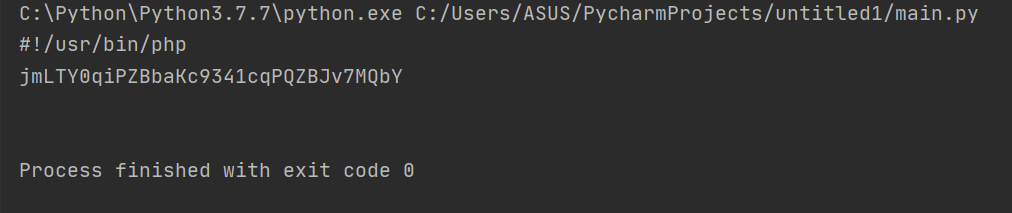 C:\Python\Python3.7.7\python.exe C:/Users/ASUS/PycharmProjects/untitled1/main.py
#!/usr/bin/php
jmLTY0qiPZBbaKc9341cqPQZBJv7MQbY
Process finished with exit code 0